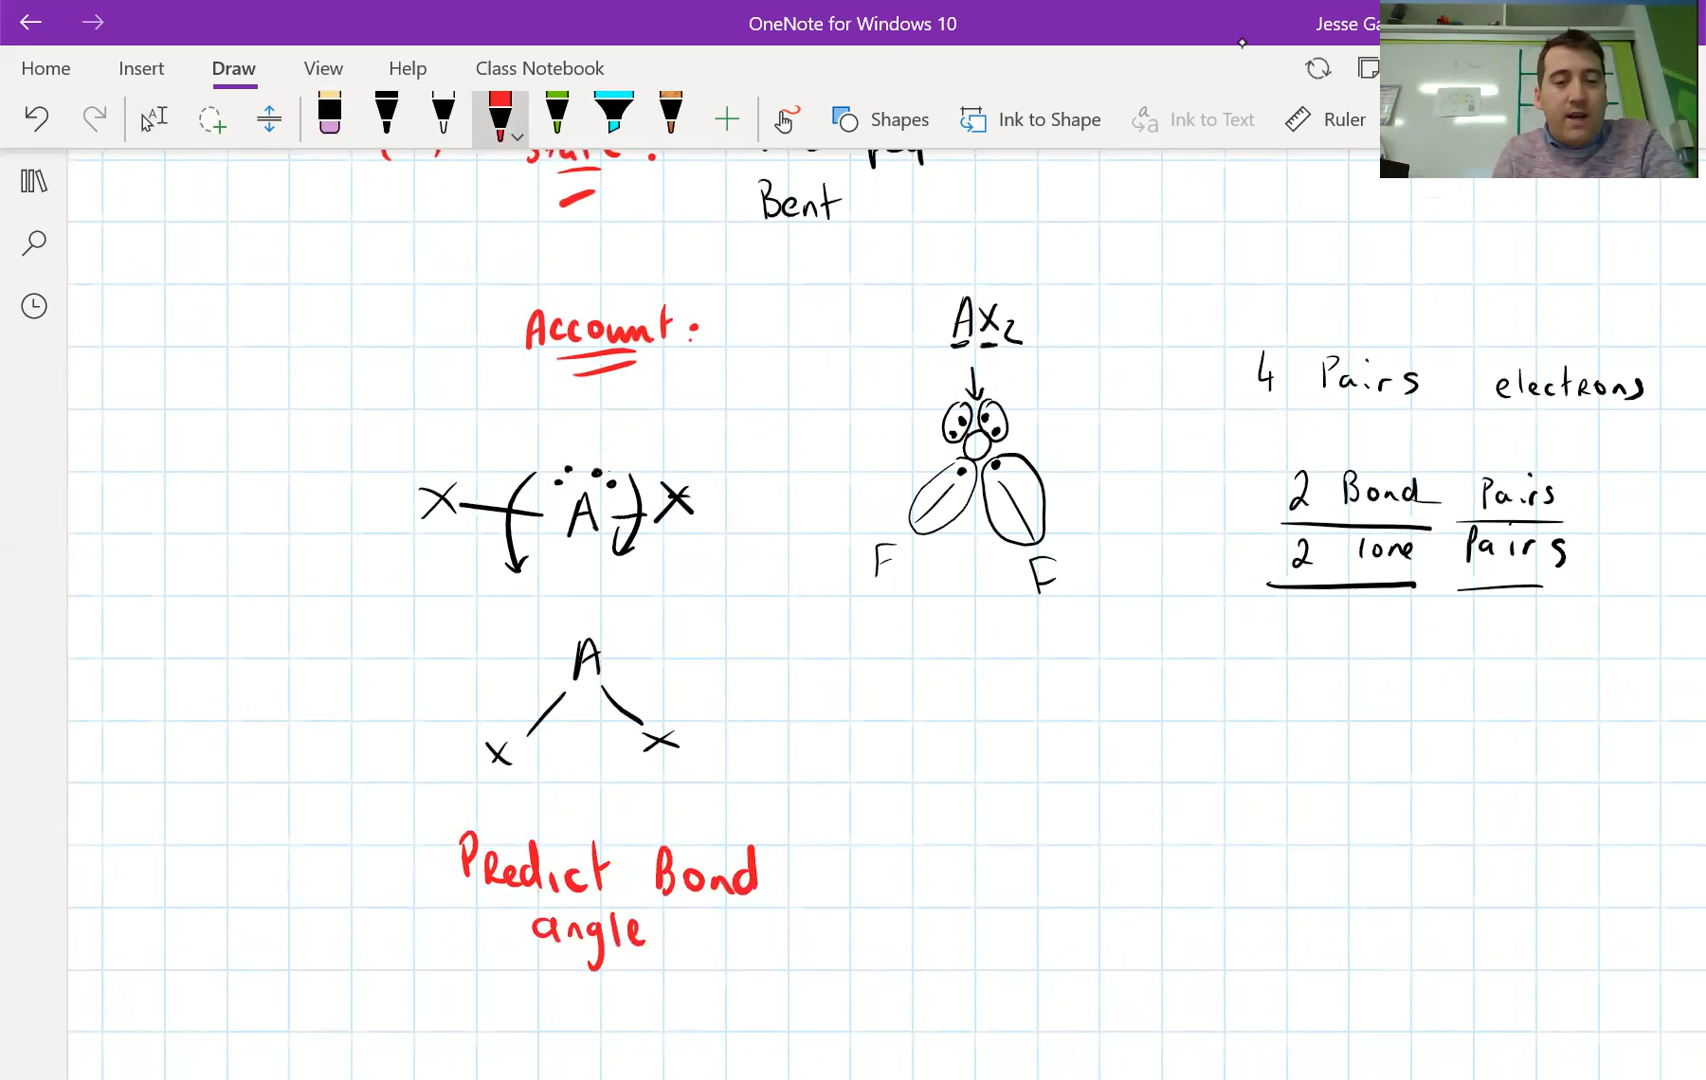 OneNote for Windows 10
Jesse Ga
Home Insert Draw View Help Class Notebook
Shapes Ink to Shape Ink to Text Ruler
Bent
Account:
AX2
4 Pairs electrons
X A X
2 Bond Pairs
2 lone Pairs
F F
A
X X
Predict Bond
angle